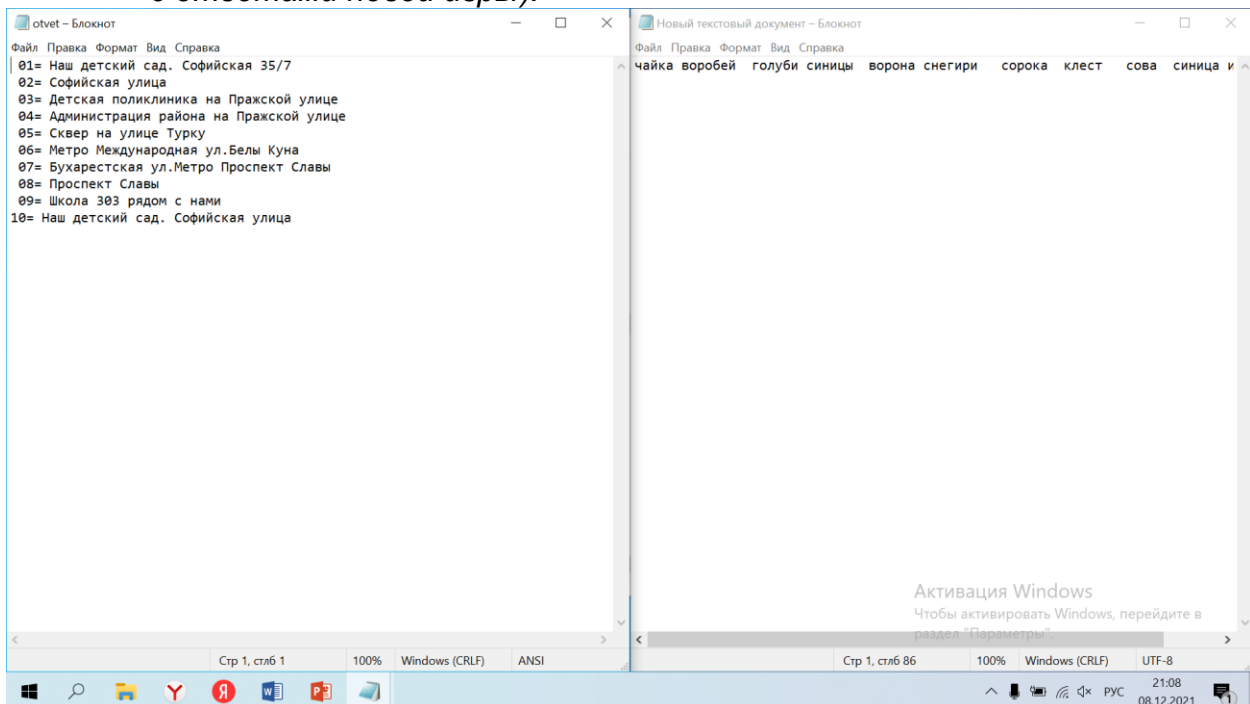 с ответами новой игры).
otvet – Блокнот
Файл Правка Формат Вид Справка
01= Наш детский сад. Софийская 35/7
02= Софийская улица
03= Детская поликлиника на Пражской улице
04= Администрация района на Пражской улице
05= Сквер на улице Турку
06= Метро Международная ул.Белы Куна
07= Бухарестская ул.Метро Проспект Славы
08= Проспект Славы
09= Школа 303 рядом с нами
10= Наш детский сад. Софийская улица
Стр 1, стлб 1 100% Windows (CRLF) ANSI
Новый текстовый документ – Блокнот
Файл Правка Формат Вид Справка
чайка воробей голуби синицы ворона снегири сорока клест сова синица и
Активация Windows
Чтобы активировать Windows, перейдите в
раздел "Параметры".
Стр 1, стлб 86 100% Windows (CRLF) UTF-8
РУС 21:08
08.12.2021